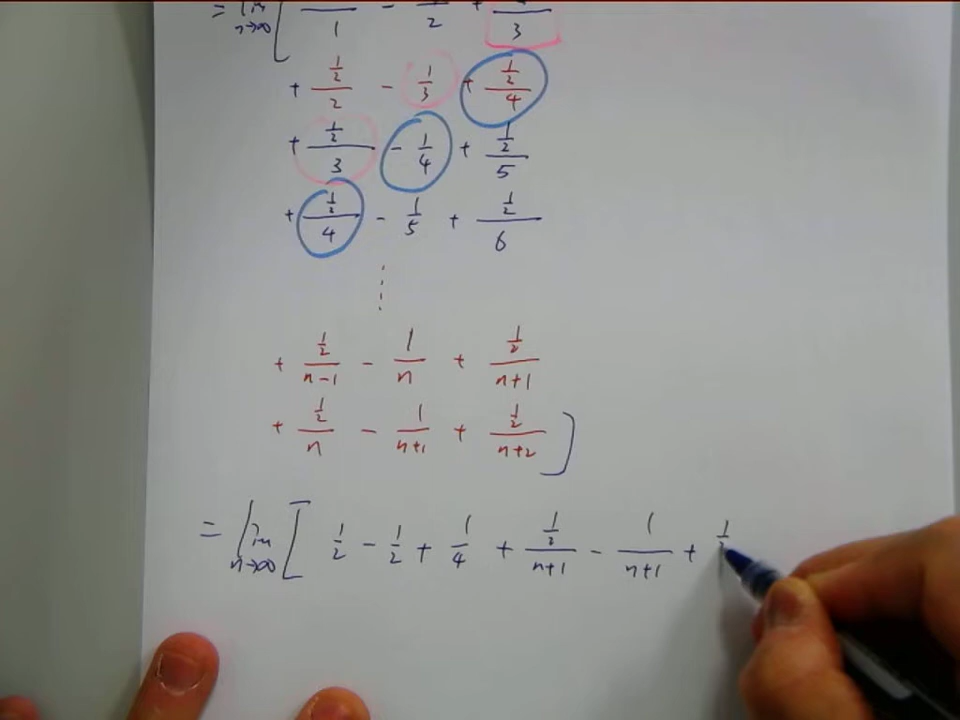 = lim n→∞ [ 1 - 2 + 3
+ ½/2 - 1/3 + ½/4
+ ½/3 - 1/4 + ½/5
+ ½/4 - 1/5 + ½/6
⋮
+ ½/(n-1) - 1/n + ½/(n+1)
+ ½/n - 1/(n+1) + ½/(n+2) ]
= lim n→∞ [ 1/2 - 1/2 + 1/4 + ½/(n+1) - 1/(n+1) + ½